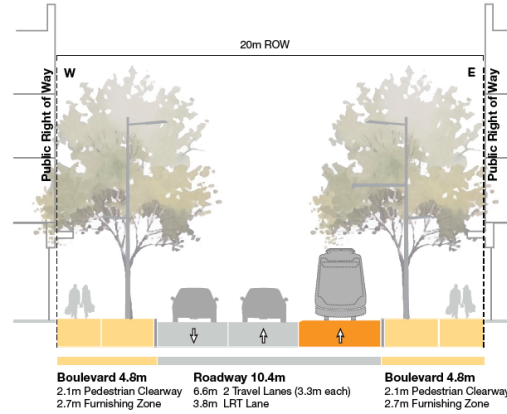 20m ROW
W
E
Public Right of Way
Public Right of Way
Boulevard 4.8m
2.1m Pedestrian Clearway
2.7m Furnishing Zone
Roadway 10.4m
6.6m 2 Travel Lanes (3.3m each)
3.8m LRT Lane
Boulevard 4.8m
2.1m Pedestrian Clearway
2.7m Furnishing Zone